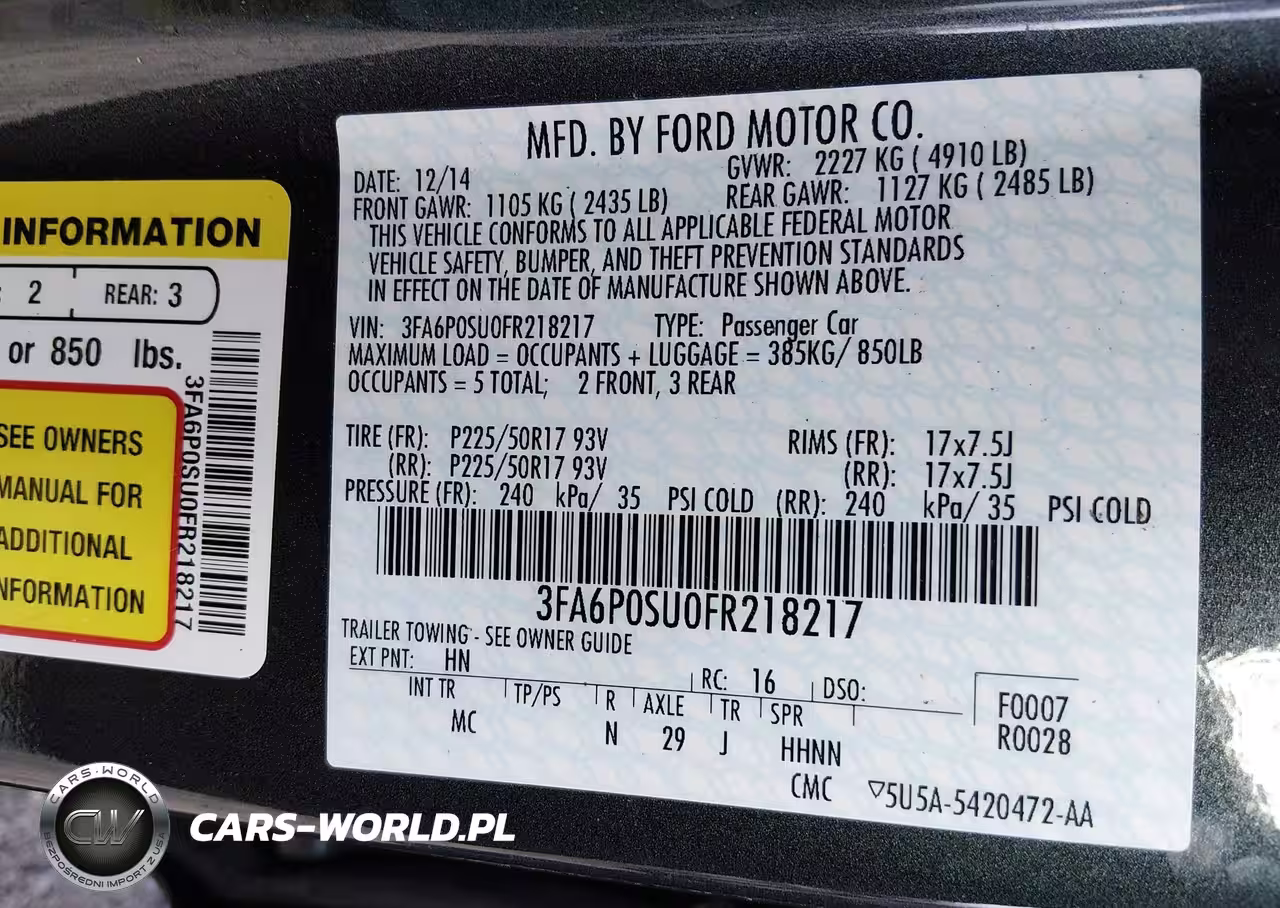 MFD. BY FORD MOTOR CO.
DATE: 12/14 GVWR: 2227 KG ( 4910 LB)
FRONT GAWR: 1105 KG ( 2435 LB) REAR GAWR: 1127 KG ( 2485 LB)
THIS VEHICLE CONFORMS TO ALL APPLICABLE FEDERAL MOTOR
VEHICLE SAFETY, BUMPER, AND THEFT PREVENTION STANDARDS
IN EFFECT ON THE DATE OF MANUFACTURE SHOWN ABOVE.
VIN: 3FA6P0SU0FR218217 TYPE: Passenger Car
MAXIMUM LOAD = OCCUPANTS + LUGGAGE = 385KG/ 850LB
OCCUPANTS = 5 TOTAL; 2 FRONT, 3 REAR
TIRE (FR): P225/50R17 93V RIMS (FR): 17x7.5J
(RR): P225/50R17 93V (RR): 17x7.5J
PRESSURE (FR): 240 kPa/ 35 PSI COLD (RR): 240 kPa/ 35 PSI COLD
3FA6P0SU0FR218217
TRAILER TOWING - SEE OWNER GUIDE
EXT PNT: HN RC: 16 DSO:
INT TR TP/PS R AXLE TR SPR F0007
MC N 29 J HHNN R0028
CMC ▽5U5A-5420472-AA
INFORMATION
: 2 REAR: 3
or 850 lbs.
3FA6P0SU0FR218217
SEE OWNERS
MANUAL FOR
ADDITIONAL
INFORMATION
CARS-WORLD
CW
BEZPOŚREDNI IMPORT Z USA
CARS-WORLD.PL